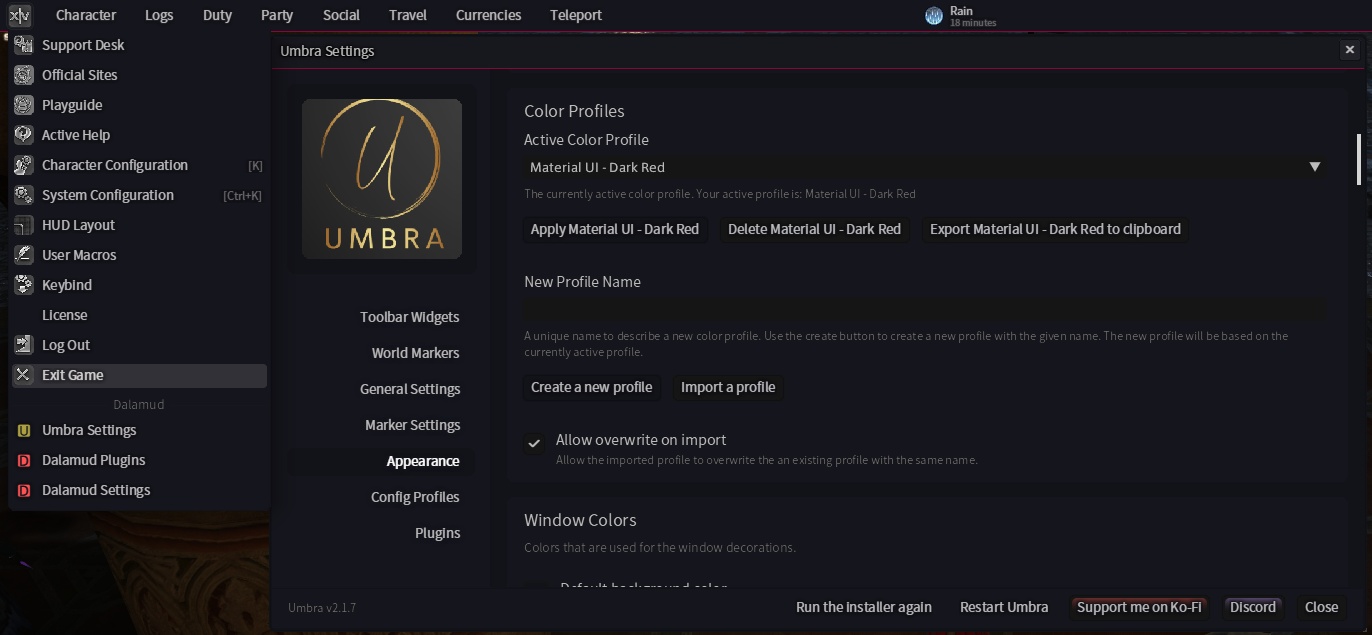 XIV Character Logs Duty Party Social Travel Currencies Teleport
Rain
18 minutes
Support Desk
Official Sites
Playguide
Active Help
Character Configuration [K]
System Configuration [Ctrl+K]
HUD Layout
User Macros
Keybind
License
Log Out
Exit Game
Dalamud
U Umbra Settings
D Dalamud Plugins
D Dalamud Settings
Umbra Settings
U
UMBRA
Toolbar Widgets
World Markers
General Settings
Marker Settings
Appearance
Config Profiles
Plugins
Color Profiles
Active Color Profile
Material UI - Dark Red
The currently active color profile. Your active profile is: Material UI - Dark Red
Apply Material UI - Dark Red Delete Material UI - Dark Red Export Material UI - Dark Red to clipboard
New Profile Name
A unique name to describe a new color profile. Use the create button to create a new profile with the given name. The new profile will be based on the
currently active profile.
Create a new profile Import a profile
Allow overwrite on import
Allow the imported profile to overwrite the an existing profile with the same name.
Window Colors
Colors that are used for the window decorations.
Default background color
Umbra v2.1.7
Run the installer again Restart Umbra Support me on Ko-Fi Discord Close